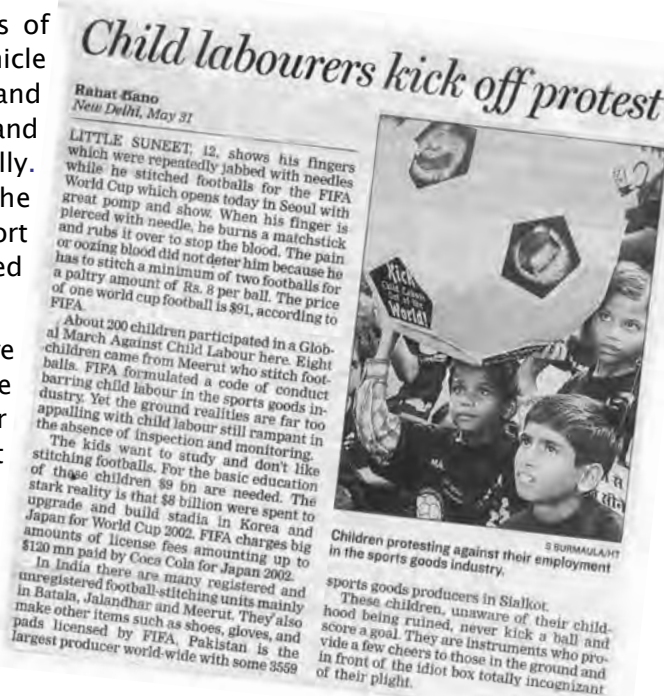 s of
nicle
and
and
lly.
he
ort
ed
e
e
r
t
Child labourers kick off protest
Rahat Bano
New Delhi, May 31
LITTLE SUNEET, 12, shows his fingers
which were repeatedly jabbed with needles
while he stitched footballs for the FIFA
World Cup which opens today in Seoul with
great pomp and show. When his finger is
pierced with needle, he burns a matchstick
and rubs it over to stop the blood. The pain
or oozing blood did not deter him because he
has to stitch a minimum of two footballs for
a paltry amount of Rs. 8 per ball. The price
of one world cup football is $91, according to
FIFA.
About 200 children participated in a Glob-
al March Against Child Labour here. Eight
children came from Meerut who stitch foot-
balls. FIFA formulated a code of conduct
barring child labour in the sports goods in-
dustry. Yet the ground realities are far too
appalling with child labour still rampant in
the absence of inspection and monitoring.
The kids want to study and don't like
stitching footballs. For the basic education
of these children $9 bn are needed. The
stark reality is that $8 billion were spent to
upgrade and build stadia in Korea and
Japan for World Cup 2002. FIFA charges big
amounts of license fees amounting up to
$120 mn paid by Coca Cola for Japan 2002.
In India there are many registered and
unregistered football-stitching units mainly
in Batala, Jalandhar and Meerut. They also
make other items such as shoes, gloves, and
pads licensed by FIFA. Pakistan is the
largest producer world-wide with some 3559
Kick
Child Labour
Out of the
World!
S BURMAULA/HT
Children protesting against their employment
in the sports goods industry.
sports goods producers in Sialkot.
These children, unaware of their child-
hood being ruined, never kick a ball and
score a goal. They are instruments who pro-
vide a few cheers to those in the ground and
in front of the idiot box totally incognizant
of their plight.